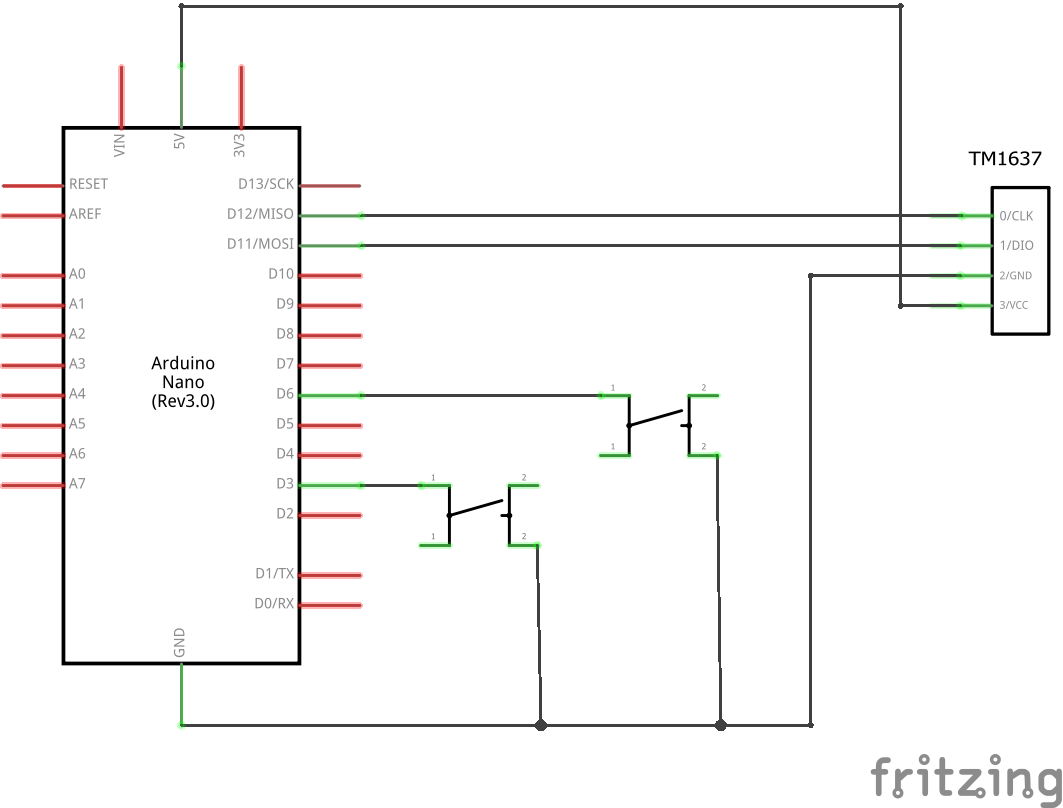 TM1637
VIN
5V
3V3
RESET
D13/SCK
AREF
D12/MISO
0/CLK
D11/MOSI
1/DIO
A0
D10
2/GND
A1
D9
3/VCC
A2
D8
A3
D7
Arduino
Nano
(Rev3.0)
A4
D6
1
2
A5
D5
A6
D4
1
2
A7
D3
1
2
D2
1
2
D1/TX
D0/RX
GND
fritzing